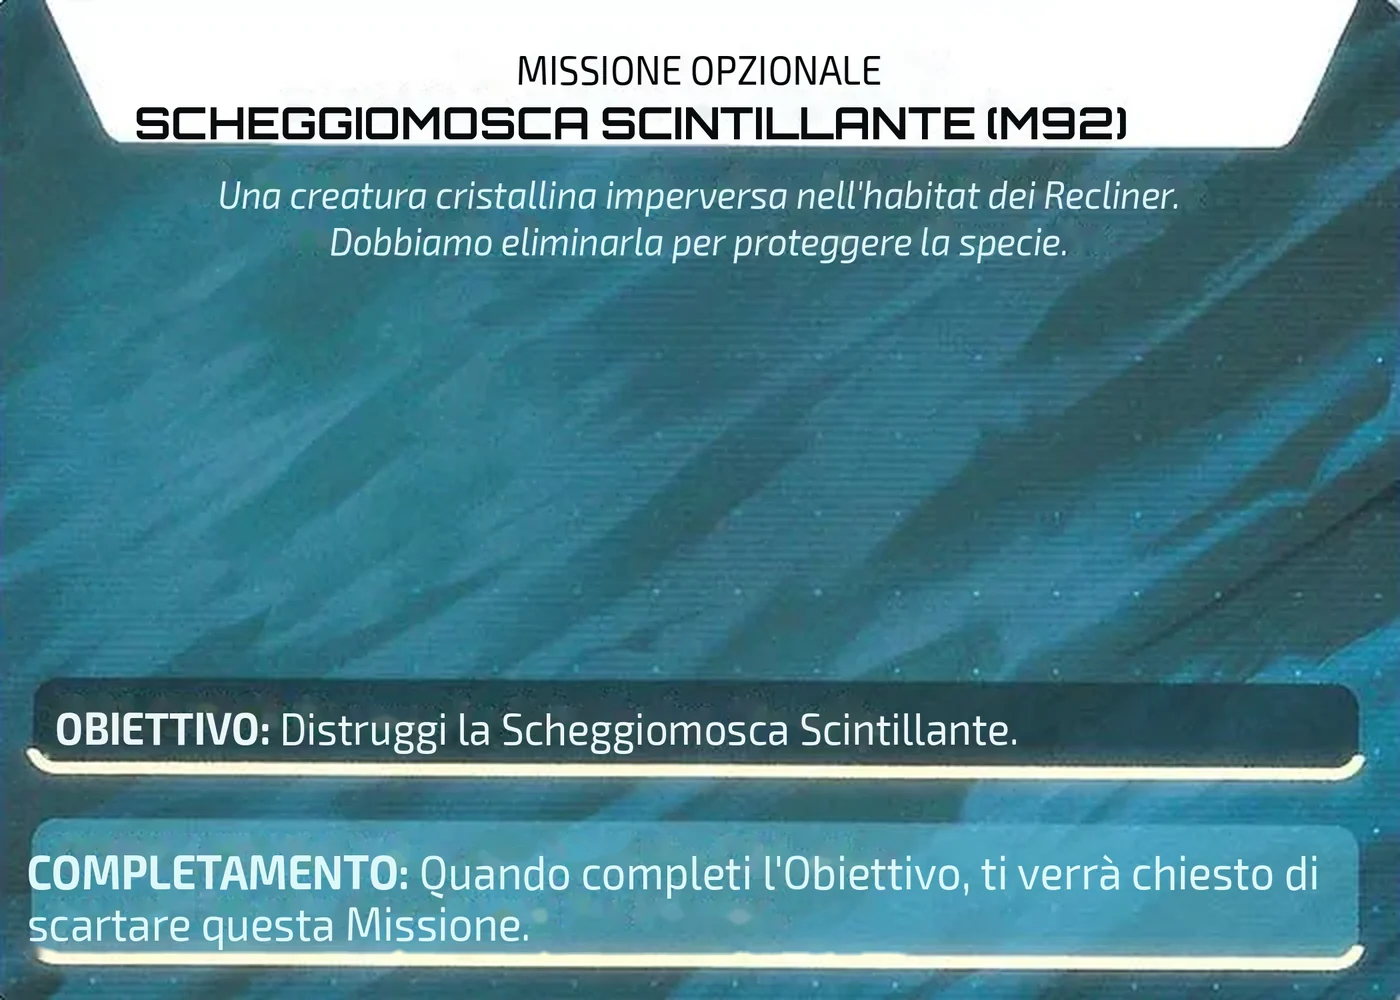 MISSIONE OPZIONALE
SCHEGGIOMOSCA SCINTILLANTE (M92)
Una creatura cristallina imperversa nell'habitat dei Recliner.
Dobbiamo eliminarla per proteggere la specie.
OBIETTIVO: Distruggi la Scheggiomosca Scintillante.
COMPLETAMENTO: Quando completi l'Obiettivo, ti verrà chiesto di
scartare questa Missione.